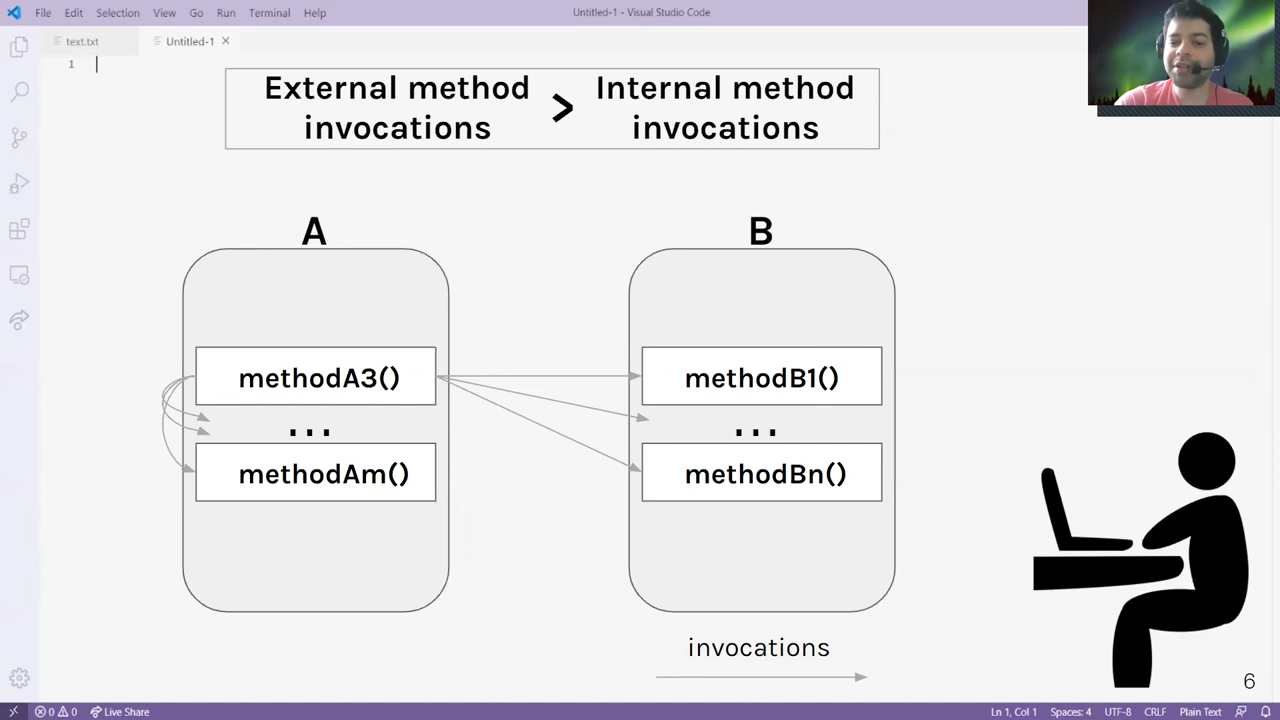 File Edit Selection View Go Run Terminal Help
Untitled-1 - Visual Studio Code
text.txt
Untitled-1
1
External method
invocations
>
Internal method
invocations
A
B
methodA3()
...
methodAm()
methodB1()
...
methodBn()
invocations
6
0 0 Live Share
Ln 1, Col 1 Spaces: 4 UTF-8 CRLF Plain Text